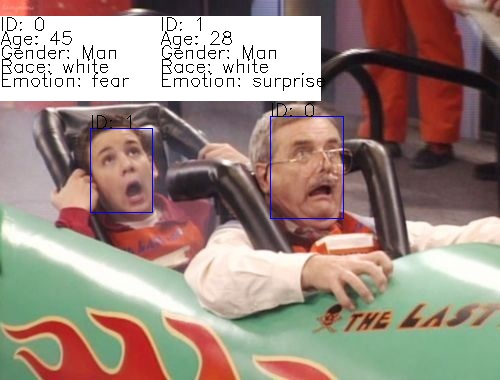 ID: 0
Age: 45
Gender: Man
Race: white
Emotion: fear
ID: 1
Age: 28
Gender: Man
Race: white
Emotion: surprise
ID: 1
ID: 0
THE LAST